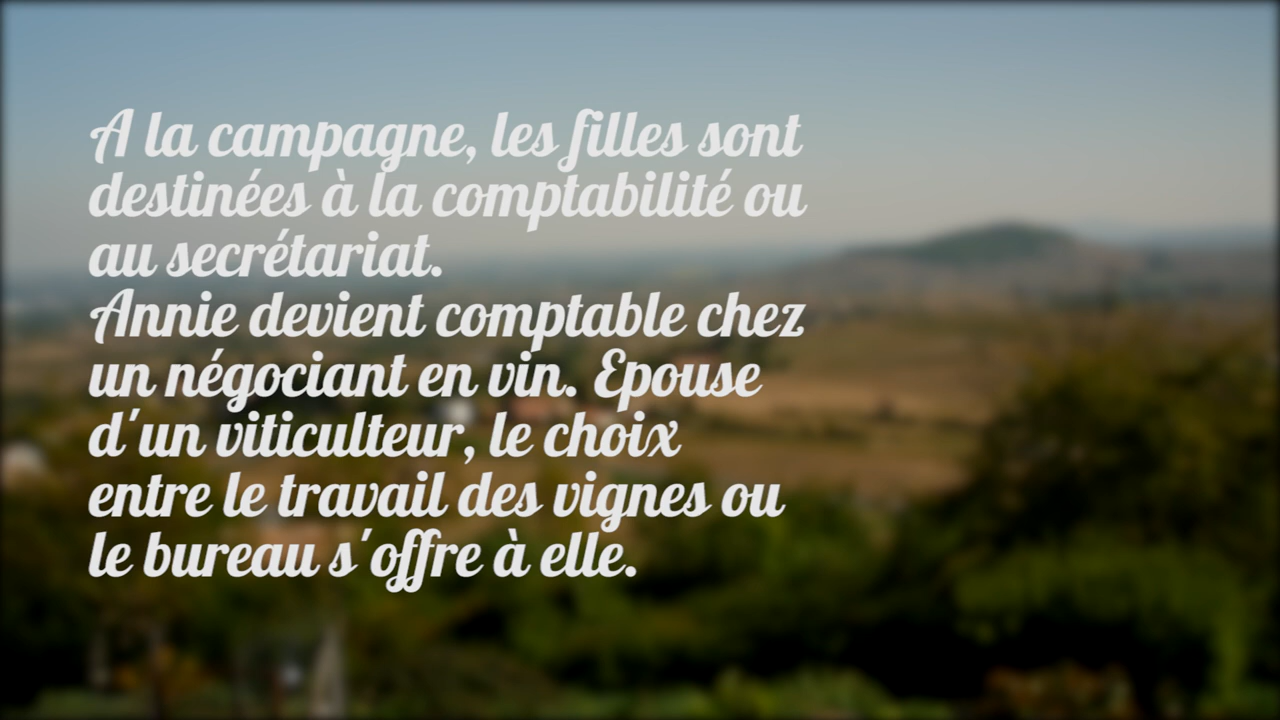 A la campagne, les filles sont
destinées à la comptabilité ou
au secrétariat.
Annie devient comptable chez
un négociant en vin. Epouse
d'un viticulteur, le choix
entre le travail des vignes ou
le bureau s'offre à elle.